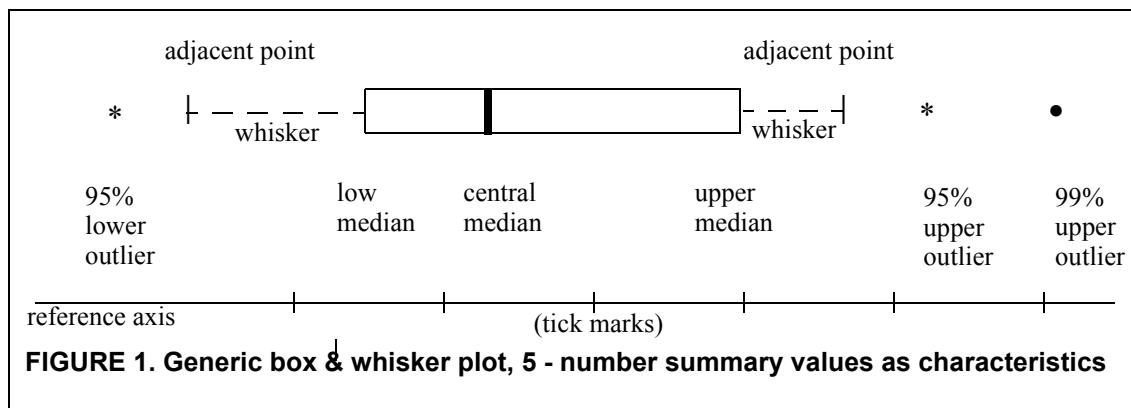 adjacent point
adjacent point
*
*
•
whisker
whisker
95%
lower
outlier
low
median
central
median
upper
median
95%
upper
outlier
99%
upper
outlier
reference axis
(tick marks)
FIGURE 1. Generic box & whisker plot, 5 - number summary values as characteristics